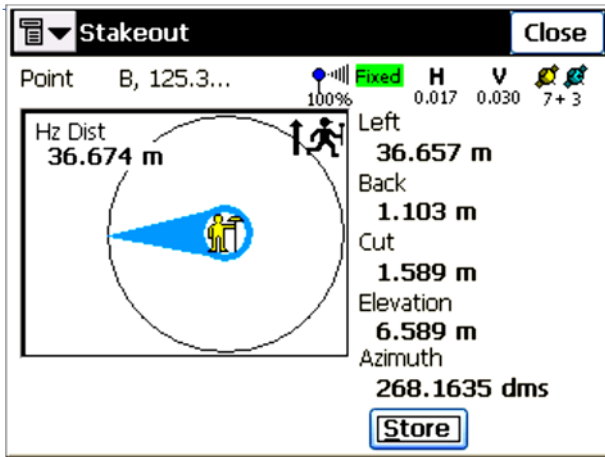 Stakeout Close
Point B, 125.3... 100% Fixed H 0.017 V 0.030 7+ 3
Hz Dist
36.674 m
Left
36.657 m
Back
1.103 m
Cut
1.589 m
Elevation
6.589 m
Azimuth
268.1635 dms
Store